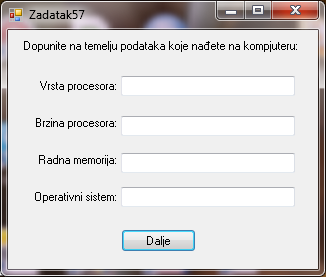 Zadatak57
Dopunite na temelju podataka koje nađete na kompjuteru:
Vrsta procesora:
Brzina procesora:
Radna memorija:
Operativni sistem:
Dalje